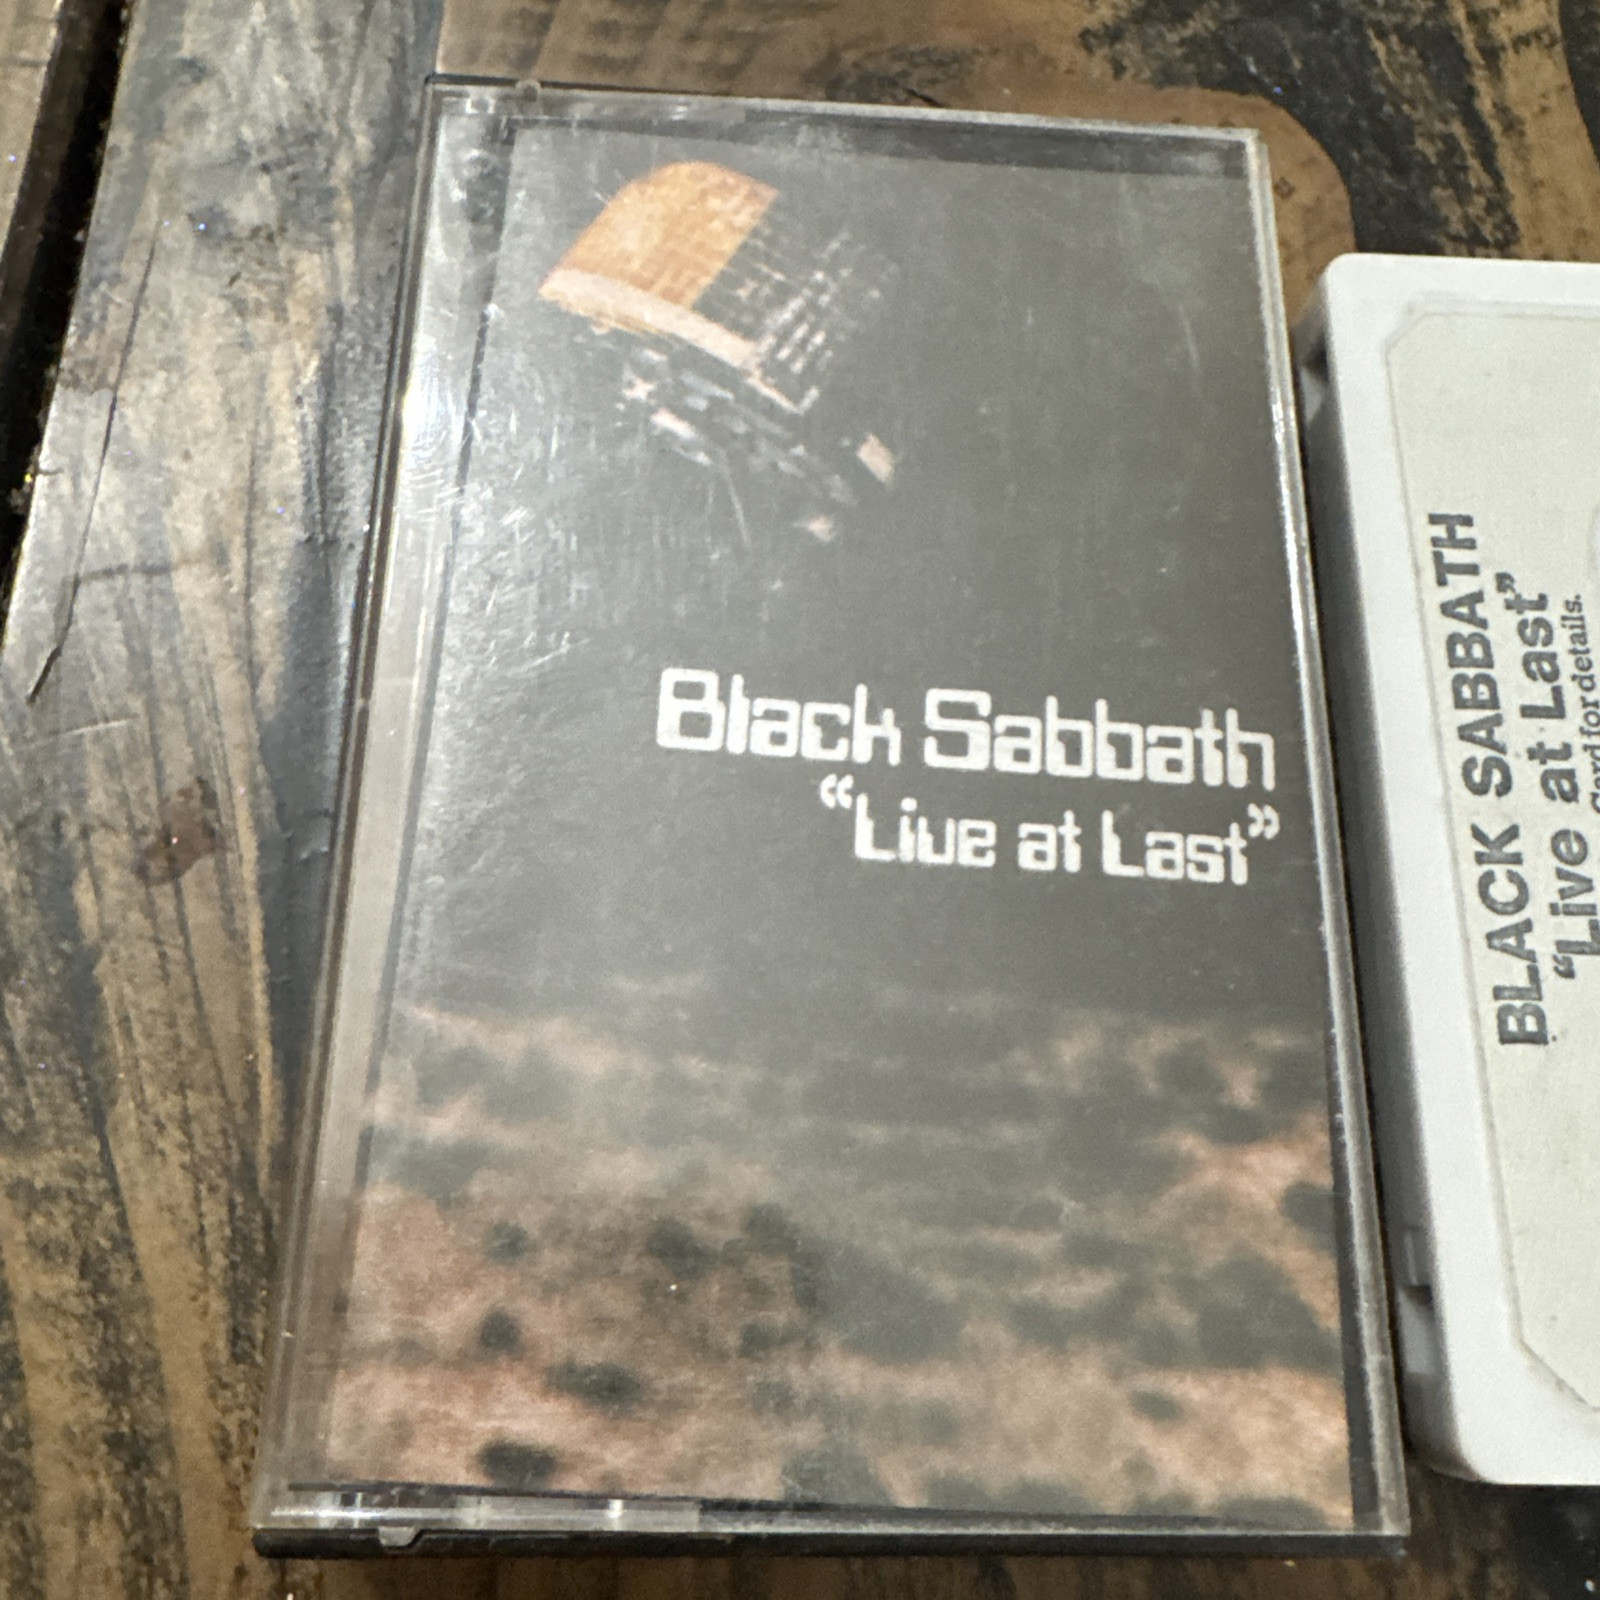 Black Sabbath
“Live at Last”
BLACK SABBATH
“Live at Last”
Card for details.